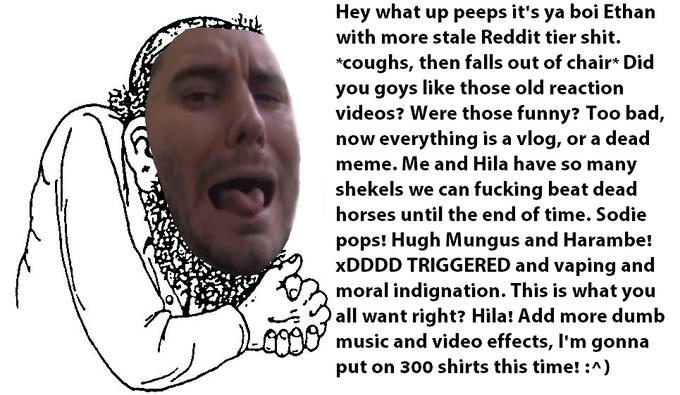 Hey what up peeps it's ya boi Ethan
with more stale Reddit tier shit.
*coughs, then falls out of chair* Did
you goys like those old reaction
videos? Were those funny? Too bad,
now everything is a vlog, or a dead
meme. Me and Hila have so many
shekels we can fucking beat dead
horses until the end of time. Sodie
pops! Hugh Mungus and Harambe!
xDDDD TRIGGERED and vaping and
moral indignation. This is what you
all want right? Hila! Add more dumb
music and video effects, I'm gonna
put on 300 shirts this time! :^)